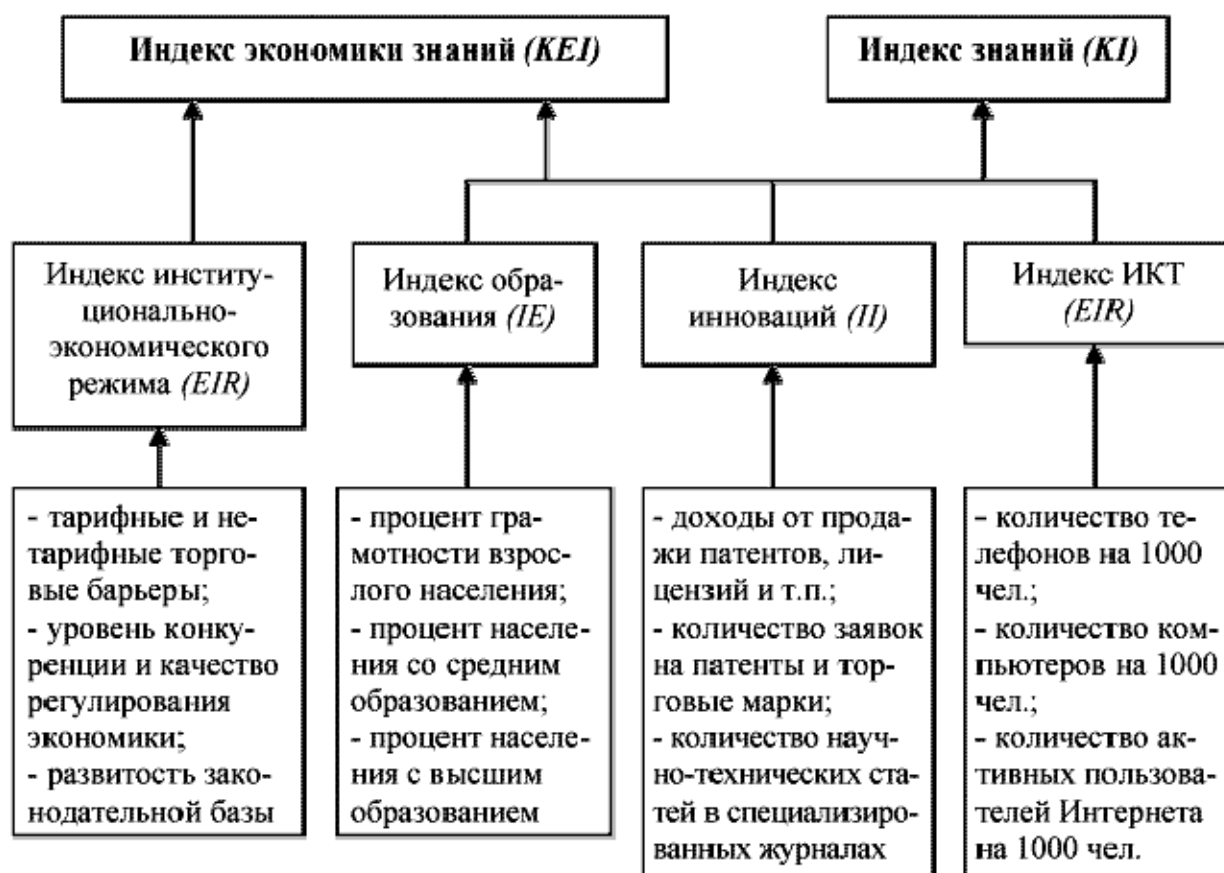 Индекс экономики знаний (KEI)
Индекс знаний (KI)
Индекс институ-
ционально-
экономического
режима (EIR)
Индекс обра-
зования (IE)
Индекс
инноваций (II)
Индекс ИКТ
(EIR)
- тарифные и не-
тарифные торго-
вые барьеры;
- уровень конку-
ренции и качество
регулирования
экономики;
- развитость зако-
нодательной базы
- процент гра-
мотности взрос-
лого населения;
- процент населе-
ния со средним
образованием;
- процент населе-
ния с высшим
образованием
- доходы от прода-
жи патентов, ли-
цензий и т.п.;
- количество заявок
на патенты и тор-
говые марки;
- количество науч-
но-технических ста-
тей в специализиро-
ванных журналах
- количество те-
лефонов на 1000
чел.;
- количество ком-
пьютеров на 1000
чел.;
- количество ак-
тивных пользова-
телей Интернета
на 1000 чел.